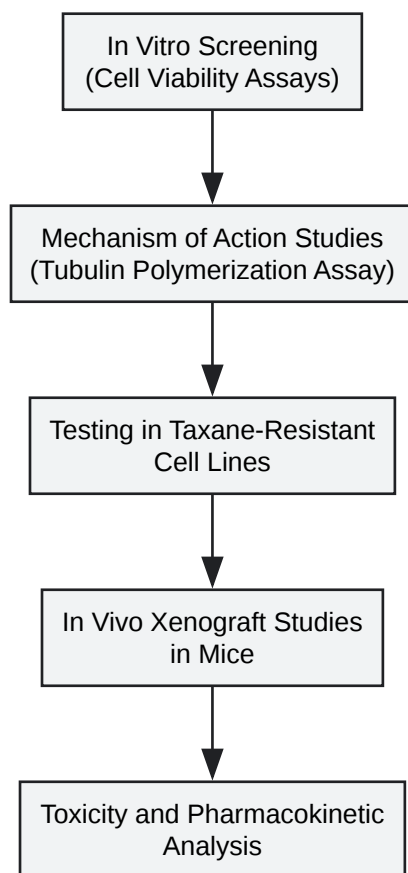 In Vitro Screening
(Cell Viability Assays)
Mechanism of Action Studies
(Tubulin Polymerization Assay)
Testing in Taxane-Resistant
Cell Lines
In Vivo Xenograft Studies
in Mice
Toxicity and Pharmacokinetic
Analysis